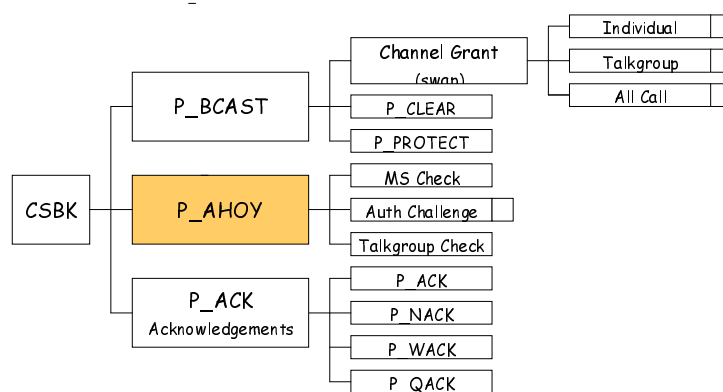 CSBK
P_BCAST
Channel Grant
(swap)
Individual
Talkgroup
All Call
P_CLEAR
P_PROTECT
P_AHOY
MS Check
Auth Challenge
Talkgroup Check
P_ACK
Acknowledgements
P_ACK
P_NACK
P_WACK
P_QACK